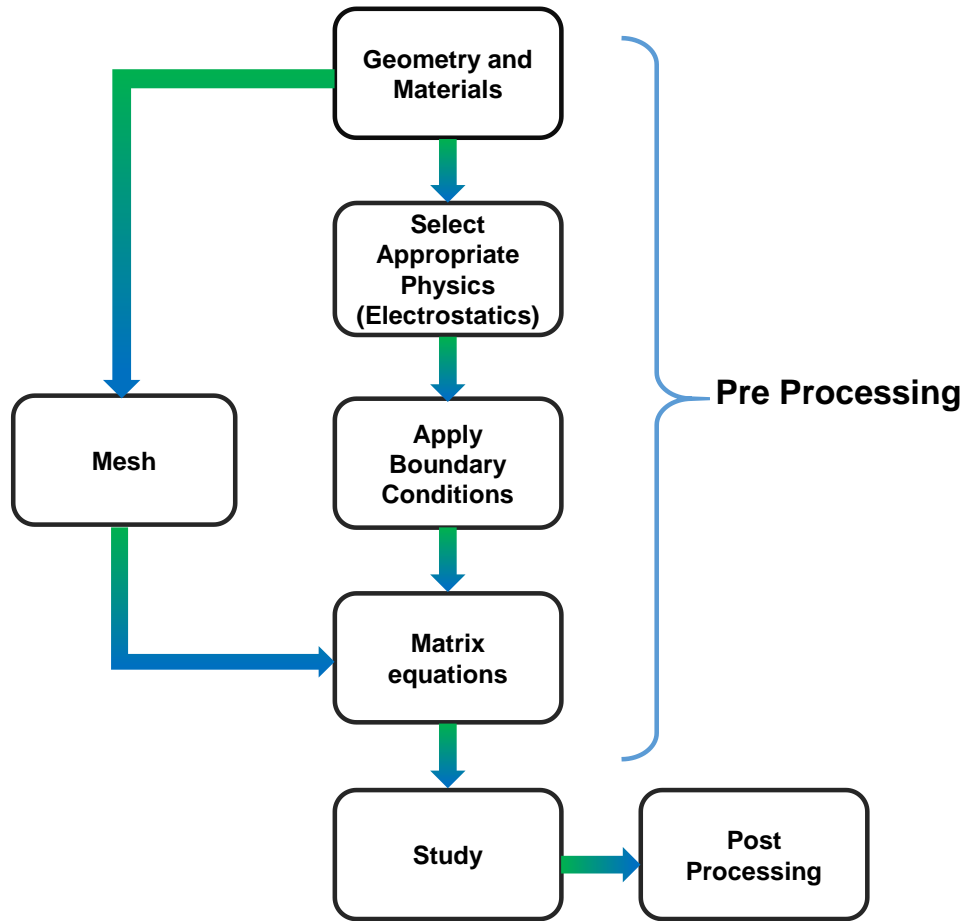 Geometry and
Materials
Select
Appropriate
Physics
(Electrostatics)
Pre Processing
Mesh
Apply
Boundary
Conditions
Matrix
equations
Study
Post
Processing